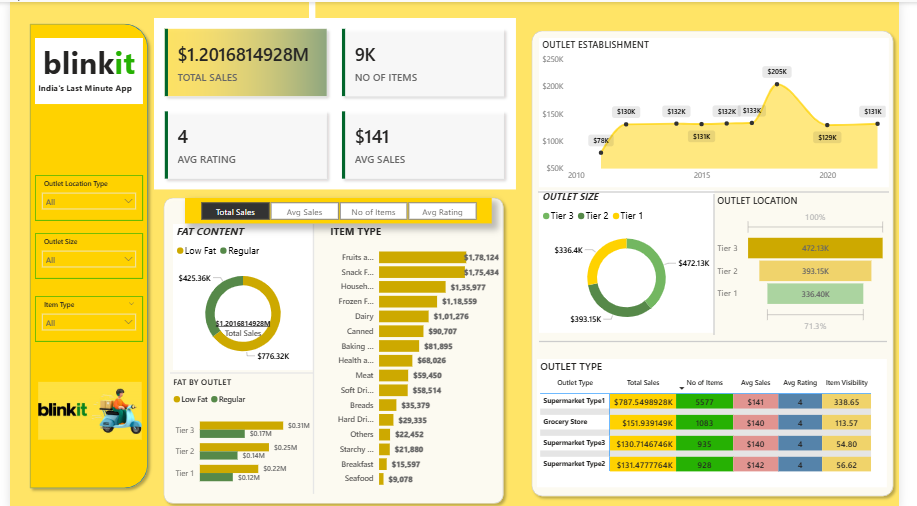 blinkit
India's Last Minute App
Outlet Location Type
All
Outlet Size
All
Item Type
All
blinkit
$1.2016814928M
TOTAL SALES
9K
NO OF ITEMS
4
AVG RATING
$141
AVG SALES
Total Sales
Avg Sales
No of Items
Avg Rating
FAT CONTENT
Low Fat Regular
$425.36K
$1.2016814928M
Total Sales
$776.32K
FAT BY OUTLET
Low Fat Regular
Tier 3 $0.31M
$0.17M
Tier 2 $0.25M
$0.14M
Tier 1 $0.22M
$0.12M
ITEM TYPE
Fruits a... $1,78,124
Snack F... $1,75,434
Househ... $1,35,977
Frozen F... $1,18,559
Dairy $1,01,276
Canned $90,707
Baking ... $81,895
Health a... $68,026
Meat $59,450
Soft Dri... $58,514
Breads $35,379
Hard Dri... $29,335
Others $22,452
Starchy ... $21,880
Breakfast $15,597
Seafood $9,078
OUTLET ESTABLISHMENT
$250K
$200K
$150K
$100K
$50K
$78K
$130K
$132K
$131K
$132K
$133K
$205K
$129K
$131K
2010
2015
2020
OUTLET SIZE
Tier 3 Tier 2 Tier 1
$336.4K
$472.13K
$393.15K
OUTLET LOCATION
100%
Tier 3 472.13K
Tier 2 393.15K
Tier 1 336.40K
71.3%
OUTLET TYPE
Outlet Type Total Sales No of Items Avg Sales Avg Rating Item Visibility
Supermarket Type1 $787.5498928K 5577 $141 4 338.65
Grocery Store $151.939149K 1083 $140 4 113.57
Supermarket Type3 $130.7146746K 935 $140 4 54.80
Supermarket Type2 $131.4777764K 928 $142 4 56.62